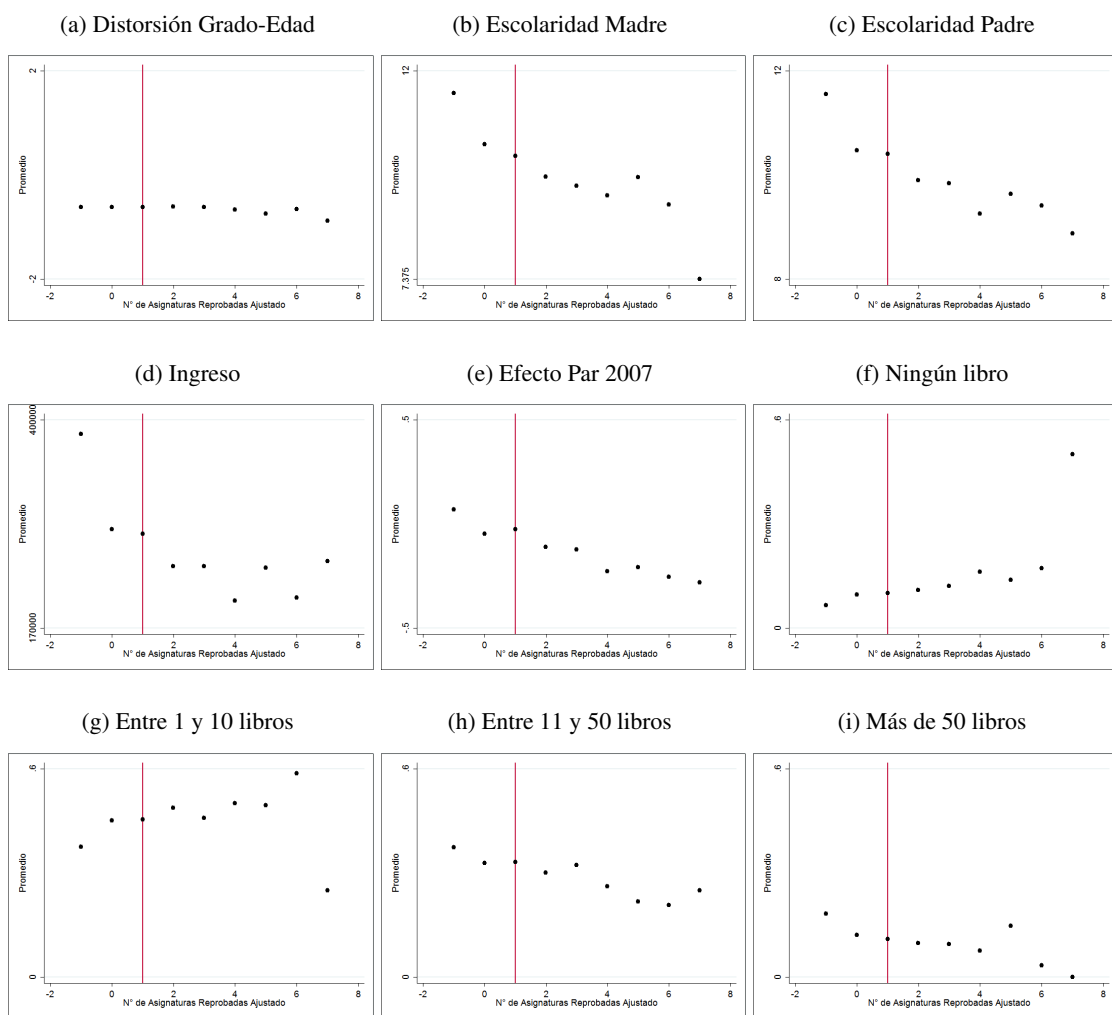 (a) Distorsión Grado-Edad
(b) Escolaridad Madre
(c) Escolaridad Padre
2
Promedio
-2
-2 0 2 4 6 8
N° de Asignaturas Reprobadas Ajustado
12
Promedio
7.375
-2 0 2 4 6 8
N° de Asignaturas Reprobadas Ajustado
12
Promedio
8
-2 0 2 4 6 8
N° de Asignaturas Reprobadas Ajustado
(d) Ingreso
(e) Efecto Par 2007
(f) Ningún libro
400000
Promedio
170000
-2 0 2 4 6 8
N° de Asignaturas Reprobadas Ajustado
.5
Promedio
-.5
-2 0 2 4 6 8
N° de Asignaturas Reprobadas Ajustado
.6
Promedio
0
-2 0 2 4 6 8
N° de Asignaturas Reprobadas Ajustado
(g) Entre 1 y 10 libros
(h) Entre 11 y 50 libros
(i) Más de 50 libros
.6
Promedio
0
-2 0 2 4 6 8
N° de Asignaturas Reprobadas Ajustado
.6
Promedio
0
-2 0 2 4 6 8
N° de Asignaturas Reprobadas Ajustado
.6
Promedio
0
-2 0 2 4 6 8
N° de Asignaturas Reprobadas Ajustado